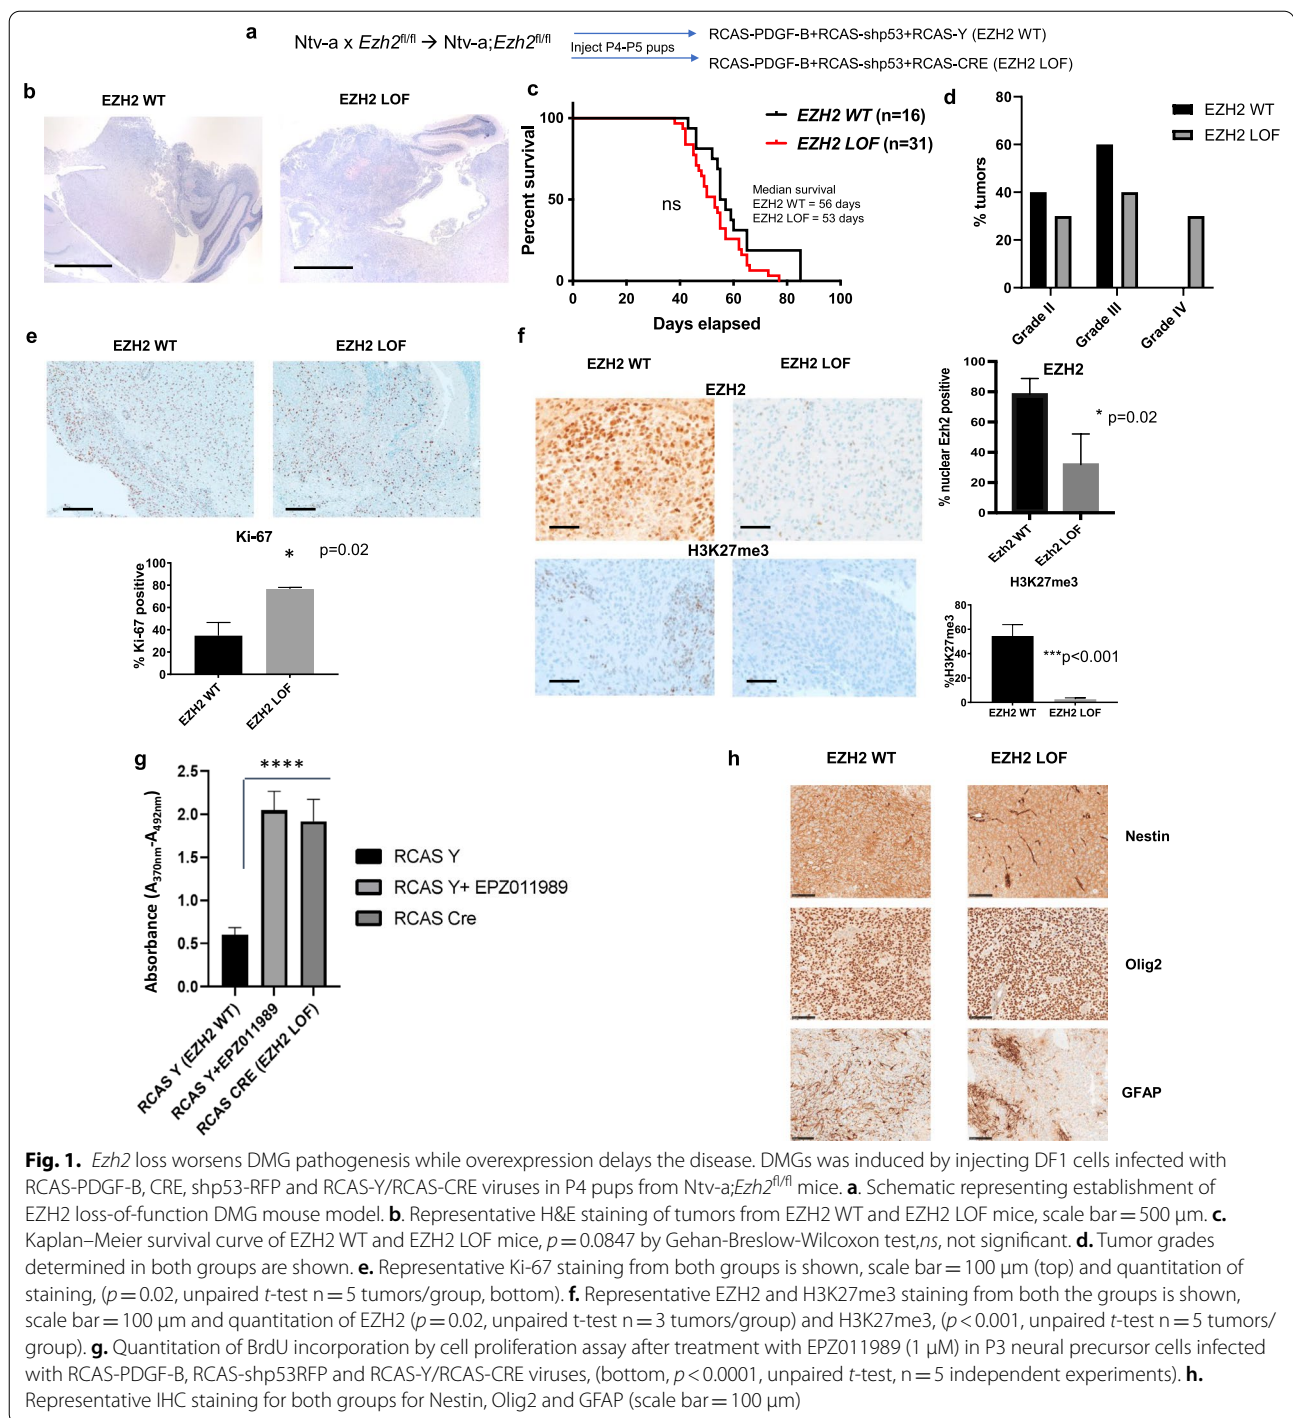 a
Ntv-a x Ezh2fl/fl → Ntv-a;Ezh2fl/fl
Inject P4-P5 pups
RCAS-PDGF-B+RCAS-shp53+RCAS-Y (EZH2 WT)
RCAS-PDGF-B+RCAS-shp53+RCAS-CRE (EZH2 LOF)
b
EZH2 WT
EZH2 LOF
c
Percent survival
100
50
0
0 20 40 60 80 100
Days elapsed
EZH2 WT (n=16)
EZH2 LOF (n=31)
ns
Median survival
EZH2 WT = 56 days
EZH2 LOF = 53 days
d
EZH2 WT
EZH2 LOF
% tumors
80
60
40
20
0
Grade II
Grade III
Grade IV
e
EZH2 WT
EZH2 LOF
Ki-67
* p=0.02
% Ki-67 positive
100
80
60
40
20
0
EZH2 WT
EZH2 LOF
f
EZH2 WT
EZH2 LOF
EZH2
H3K27me3
EZH2
% nuclear Ezh2 positive
100
80
60
40
20
0
* p=0.02
Ezh2 WT
Ezh2 LOF
H3K27me3
%H3K27me3
80
60
40
20
0
***p<0.001
EZH2 WT
EZH2 LOF
g
****
Absorbance (A370nm-A492nm)
2.5
2.0
1.5
1.0
0.5
0.0
RCAS Y (EZH2 WT)
RCAS Y+EPZ011989
RCAS CRE (EZH2 LOF)
RCAS Y
RCAS Y+ EPZ011989
RCAS Cre
h
EZH2 WT
EZH2 LOF
Nestin
Olig2
GFAP
Fig. 1. Ezh2 loss worsens DMG pathogenesis while overexpression delays the disease. DMGs was induced by injecting DF1 cells infected with
RCAS-PDGF-B, CRE, shp53-RFP and RCAS-Y/RCAS-CRE viruses in P4 pups from Ntv-a;Ezh2fl/fl mice. a. Schematic representing establishment of
EZH2 loss-of-function DMG mouse model. b. Representative H&E staining of tumors from EZH2 WT and EZH2 LOF mice, scale bar = 500 μm. c.
Kaplan–Meier survival curve of EZH2 WT and EZH2 LOF mice, p = 0.0847 by Gehan-Breslow-Wilcoxon test,ns, not significant. d. Tumor grades
determined in both groups are shown. e. Representative Ki-67 staining from both groups is shown, scale bar = 100 μm (top) and quantitation of
staining, (p = 0.02, unpaired t-test n = 5 tumors/group, bottom). f. Representative EZH2 and H3K27me3 staining from both the groups is shown,
scale bar = 100 μm and quantitation of EZH2 (p = 0.02, unpaired t-test n = 3 tumors/group) and H3K27me3, (p < 0.001, unpaired t-test n = 5 tumors/
group). g. Quantitation of BrdU incorporation by cell proliferation assay after treatment with EPZ011989 (1 μM) in P3 neural precursor cells infected
with RCAS-PDGF-B, RCAS-shp53RFP and RCAS-Y/RCAS-CRE viruses, (bottom, p < 0.0001, unpaired t-test, n = 5 independent experiments). h.
Representative IHC staining for both groups for Nestin, Olig2 and GFAP (scale bar = 100 μm)